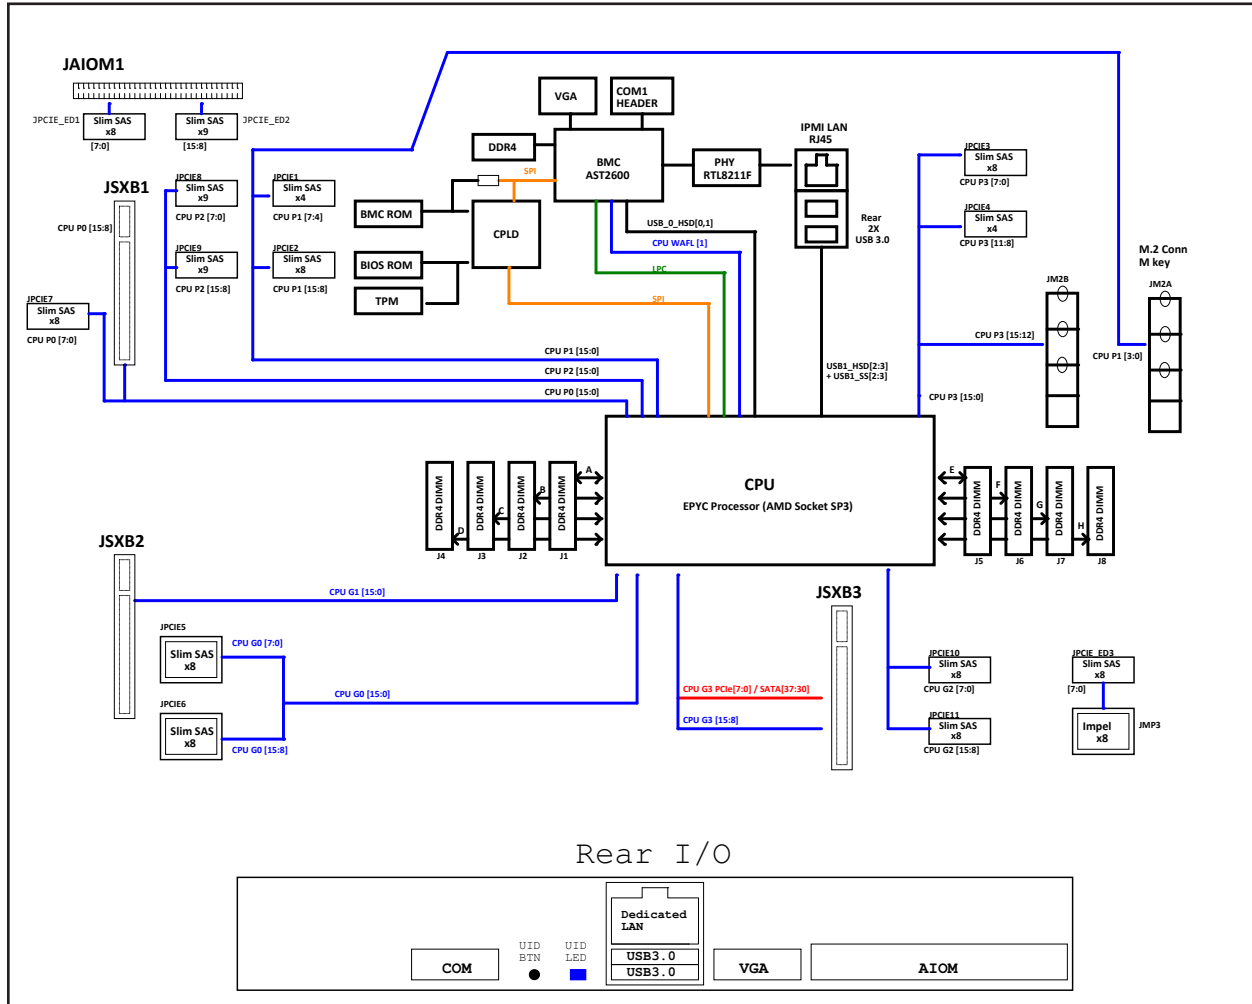 JAIOM1
JPCIE_ED1
Slim SAS
x8
[7:0]
Slim SAS
x9
[15:8]
JPCIE_ED2
JSXB1
CPU P0 [15:8]
JPCIE8
Slim SAS
x9
CPU P2 [7:0]
JPCIE1
Slim SAS
x4
CPU P1 [7:4]
JPCIE9
Slim SAS
x9
CPU P2 [15:8]
JPCIE2
Slim SAS
x8
CPU P1 [15:8]
JPCIE7
Slim SAS
x8
CPU P0 [7:0]
VGA
COM1
HEADER
DDR4
BMC
AST2600
SPI
PHY
RTL8211F
IPMI LAN
RJ45
Rear
2X
USB 3.0
BMC ROM
CPLD
BIOS ROM
TPM
USB_0_HSD[0,1]
CPU WAFL [1]
LPC
SPI
CPU P1 [15:0]
CPU P2 [15:0]
CPU P0 [15:0]
USB1_HSD[2:3]
+ USB1_SS[2:3]
JPCIE3
Slim SAS
x8
CPU P3 [7:0]
JPCIE4
Slim SAS
x4
CPU P3 [11:8]
M.2 Conn
M key
JM2B
JM2A
CPU P3 [15:12]
CPU P1 [3:0]
CPU P3 [15:0]
CPU
EPYC Processor (AMD Socket SP3)
DDR4 DIMM
J4
D
DDR4 DIMM
J3
C
DDR4 DIMM
J2
B
DDR4 DIMM
J1
A
E
DDR4 DIMM
J5
F
DDR4 DIMM
J6
G
DDR4 DIMM
J7
H
DDR4 DIMM
J8
JSXB2
CPU G1 [15:0]
JPCIE5
Slim SAS
x8
CPU G0 [7:0]
CPU G0 [15:0]
JPCIE6
Slim SAS
x8
CPU G0 [15:8]
JSXB3
CPU G3 PCIe[7:0] / SATA[37:30]
CPU G3 [15:8]
JPCIE10
Slim SAS
x8
CPU G2 [7:0]
JPCIE11
Slim SAS
x8
CPU G2 [15:8]
JPCIE_ED3
Slim SAS
x8
[7:0]
Impel
x8
JMP3
Rear I/O
COM
UID
BTN
UID
LED
Dedicated
LAN
USB3.0
USB3.0
VGA
AIOM